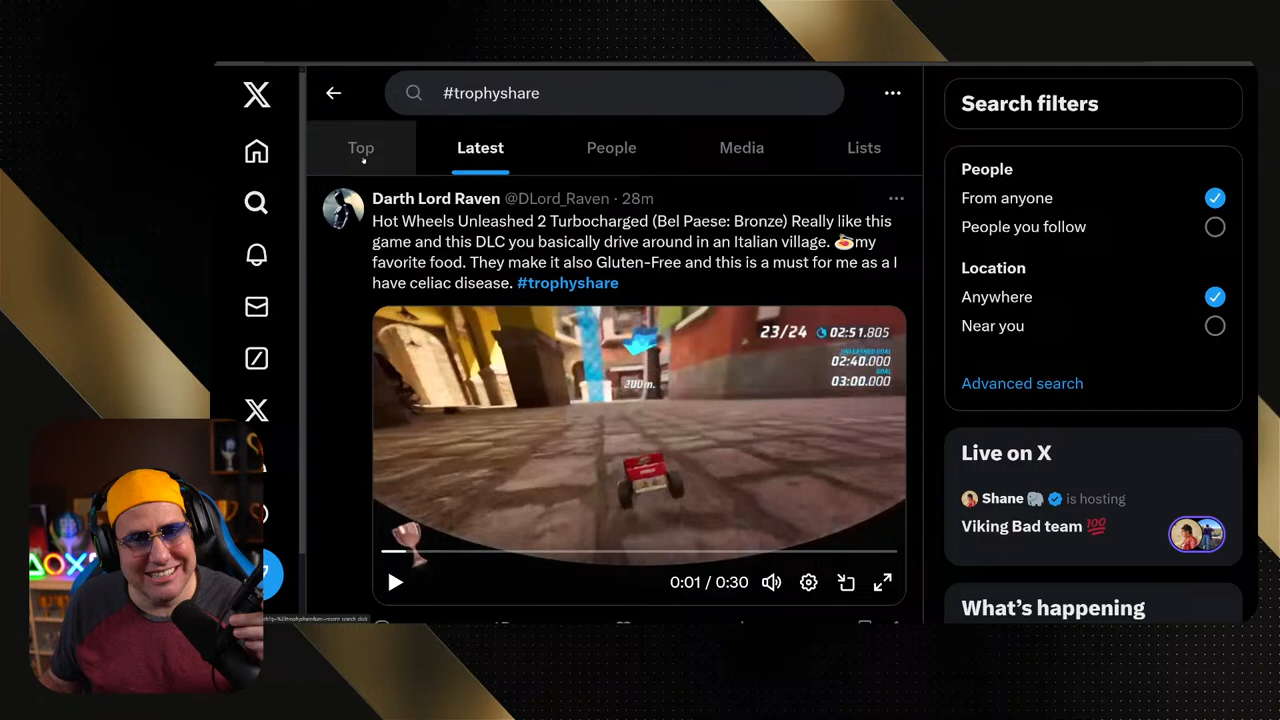 #trophyshare
Top
Latest
People
Media
Lists
Darth Lord Raven @DLord_Raven · 28m
Hot Wheels Unleashed 2 Turbocharged (Bel Paese: Bronze) Really like this
game and this DLC you basically drive around in an Italian village. 🍝my
favorite food. They make it also Gluten-Free and this is a must for me as a I
have celiac disease. #trophyshare
23/24 02:51.805
UNLEASHED GOAL
02:40.000
GOAL
03:00.000
200m.
0:01 / 0:30
Search filters
People
From anyone
People you follow
Location
Anywhere
Near you
Advanced search
Live on X
Shane 🐘 is hosting
Viking Bad team 💯
What's happening